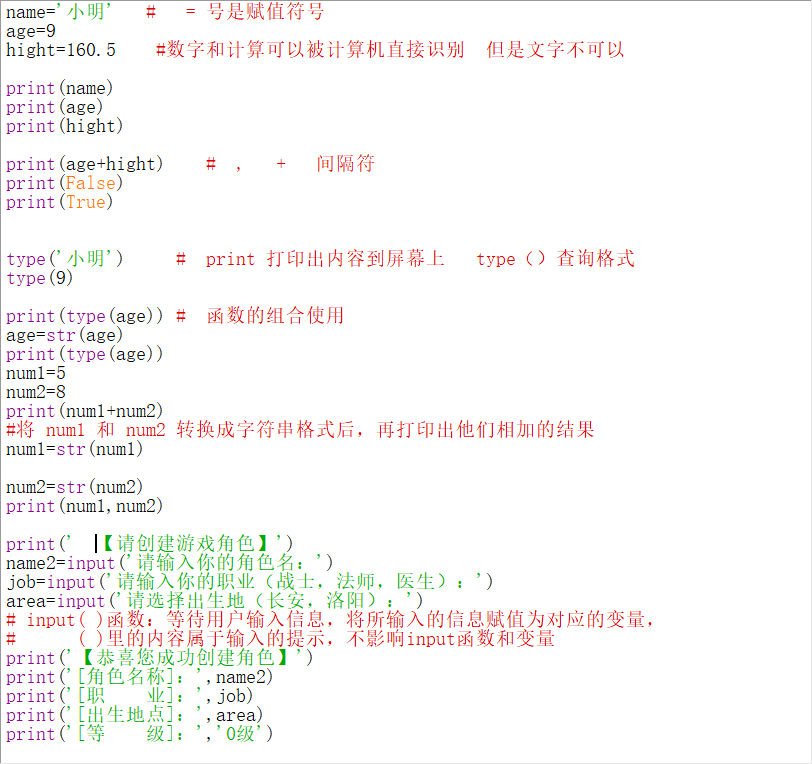 name='小明'   #   = 号是赋值符号
age=9
hight=160.5    #数字和计算可以被计算机直接识别  但是文字不可以
print(name)
print(age)
print(hight)
print(age+hight)    #  ,   +   间隔符
print(False)
print(True)
type('小明')     #  print 打印出内容到屏幕上   type（）查询格式
type(9)
print(type(age)) #  函数的组合使用
age=str(age)
print(type(age))
num1=5
num2=8
print(num1+num2)
#将 num1 和 num2 转换成字符串格式后，再打印出他们相加的结果
num1=str(num1)
num2=str(num2)
print(num1,num2)
print('  【请创建游戏角色】')
name2=input('请输入你的角色名：')
job=input('请输入你的职业（战士，法师，医生）：')
area=input('请选择出生地（长安，洛阳）：')
# input( )函数：等待用户输入信息，将所输入的信息赋值为对应的变量，
#      ( )里的内容属于输入的提示，不影响input函数和变量
print('【恭喜您成功创建角色】')
print('[角色名称]：',name2)
print('[职    业]：',job)
print('[出生地点]：',area)
print('[等    级]：','0级')